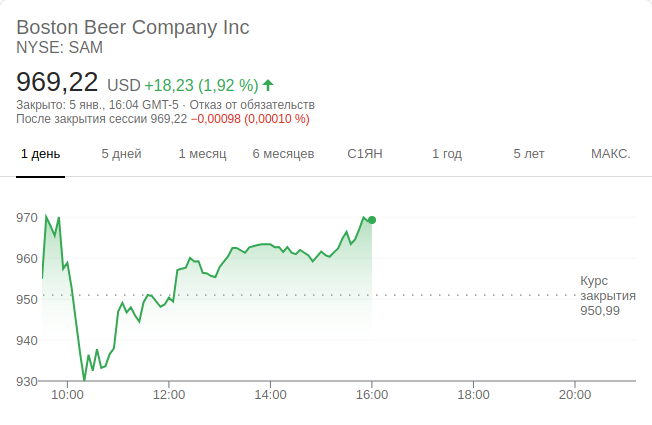 Boston Beer Company Inc
NYSE: SAM
969,22 USD +18,23 (1,92 %)
Закрыто: 5 янв., 16:04 GMT-5 · Отказ от обязательств
После закрытия сессии 969,22 −0,00098 (0,00010 %)
1 день 5 дней 1 месяц 6 месяцев С1ЯН 1 год 5 лет МАКС.
970
960
950
940
930
Курс
закрытия
950,99
10:00 12:00 14:00 16:00 18:00 20:00